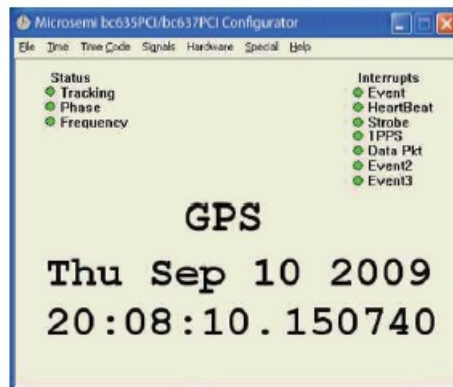 Microsemi bc635PCI/bc637PCI Configurator
File Time Time Code Signals Hardware Special Help
Status
Tracking
Phase
Frequency
Interrupts
Event
HeartBeat
Strobe
1PPS
Data Pkt
Event2
Event3
GPS
Thu Sep 10 2009
20:08:10.150740